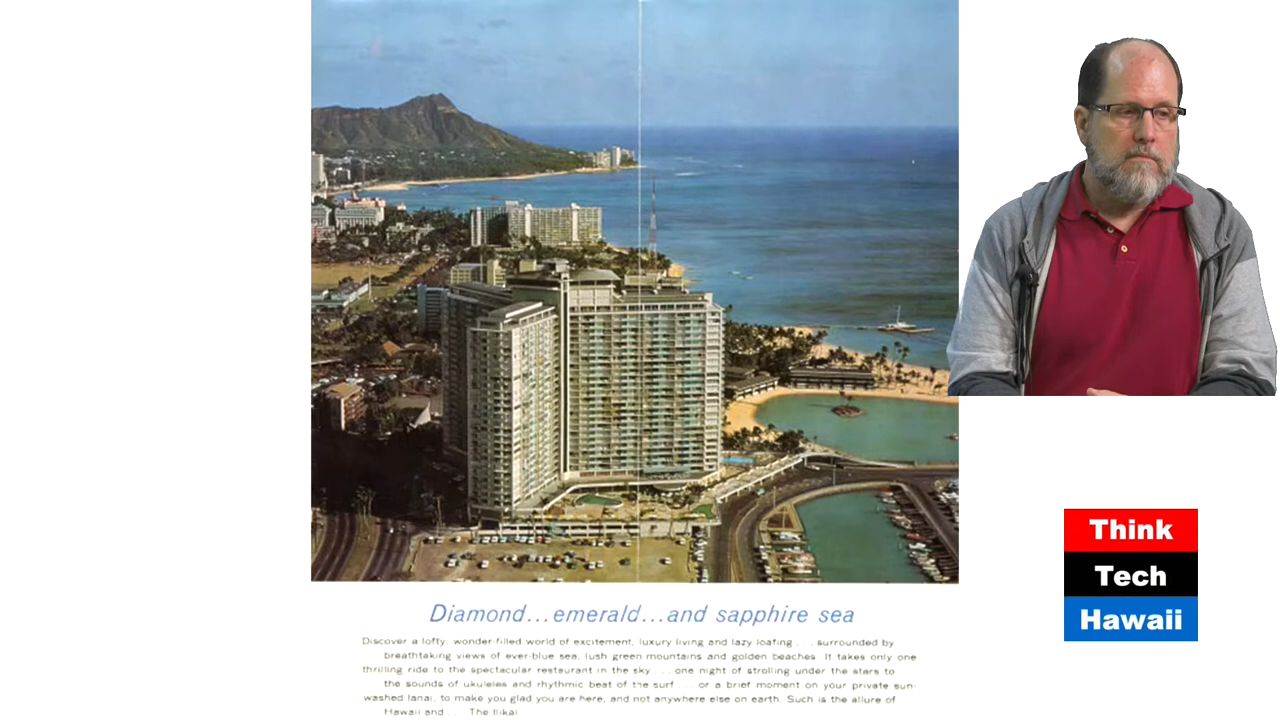 Diamond...emerald...and sapphire sea
Discover a lofty, wonder-filled world of excitement, luxury living and lazy loafing . . . surrounded by
breathtaking views of ever-blue sea, lush green mountains and golden beaches. It takes only one
thrilling ride to the spectacular restaurant in the sky . . . one night of strolling under the stars to
the sounds of ukuleles and rhythmic beat of the surf . . . or a brief moment on your private sun-
washed lanai, to make you glad you are here, and not anywhere else on earth. Such is the allure of
Hawaii and . . . The Ilikai
Think
Tech
Hawaii